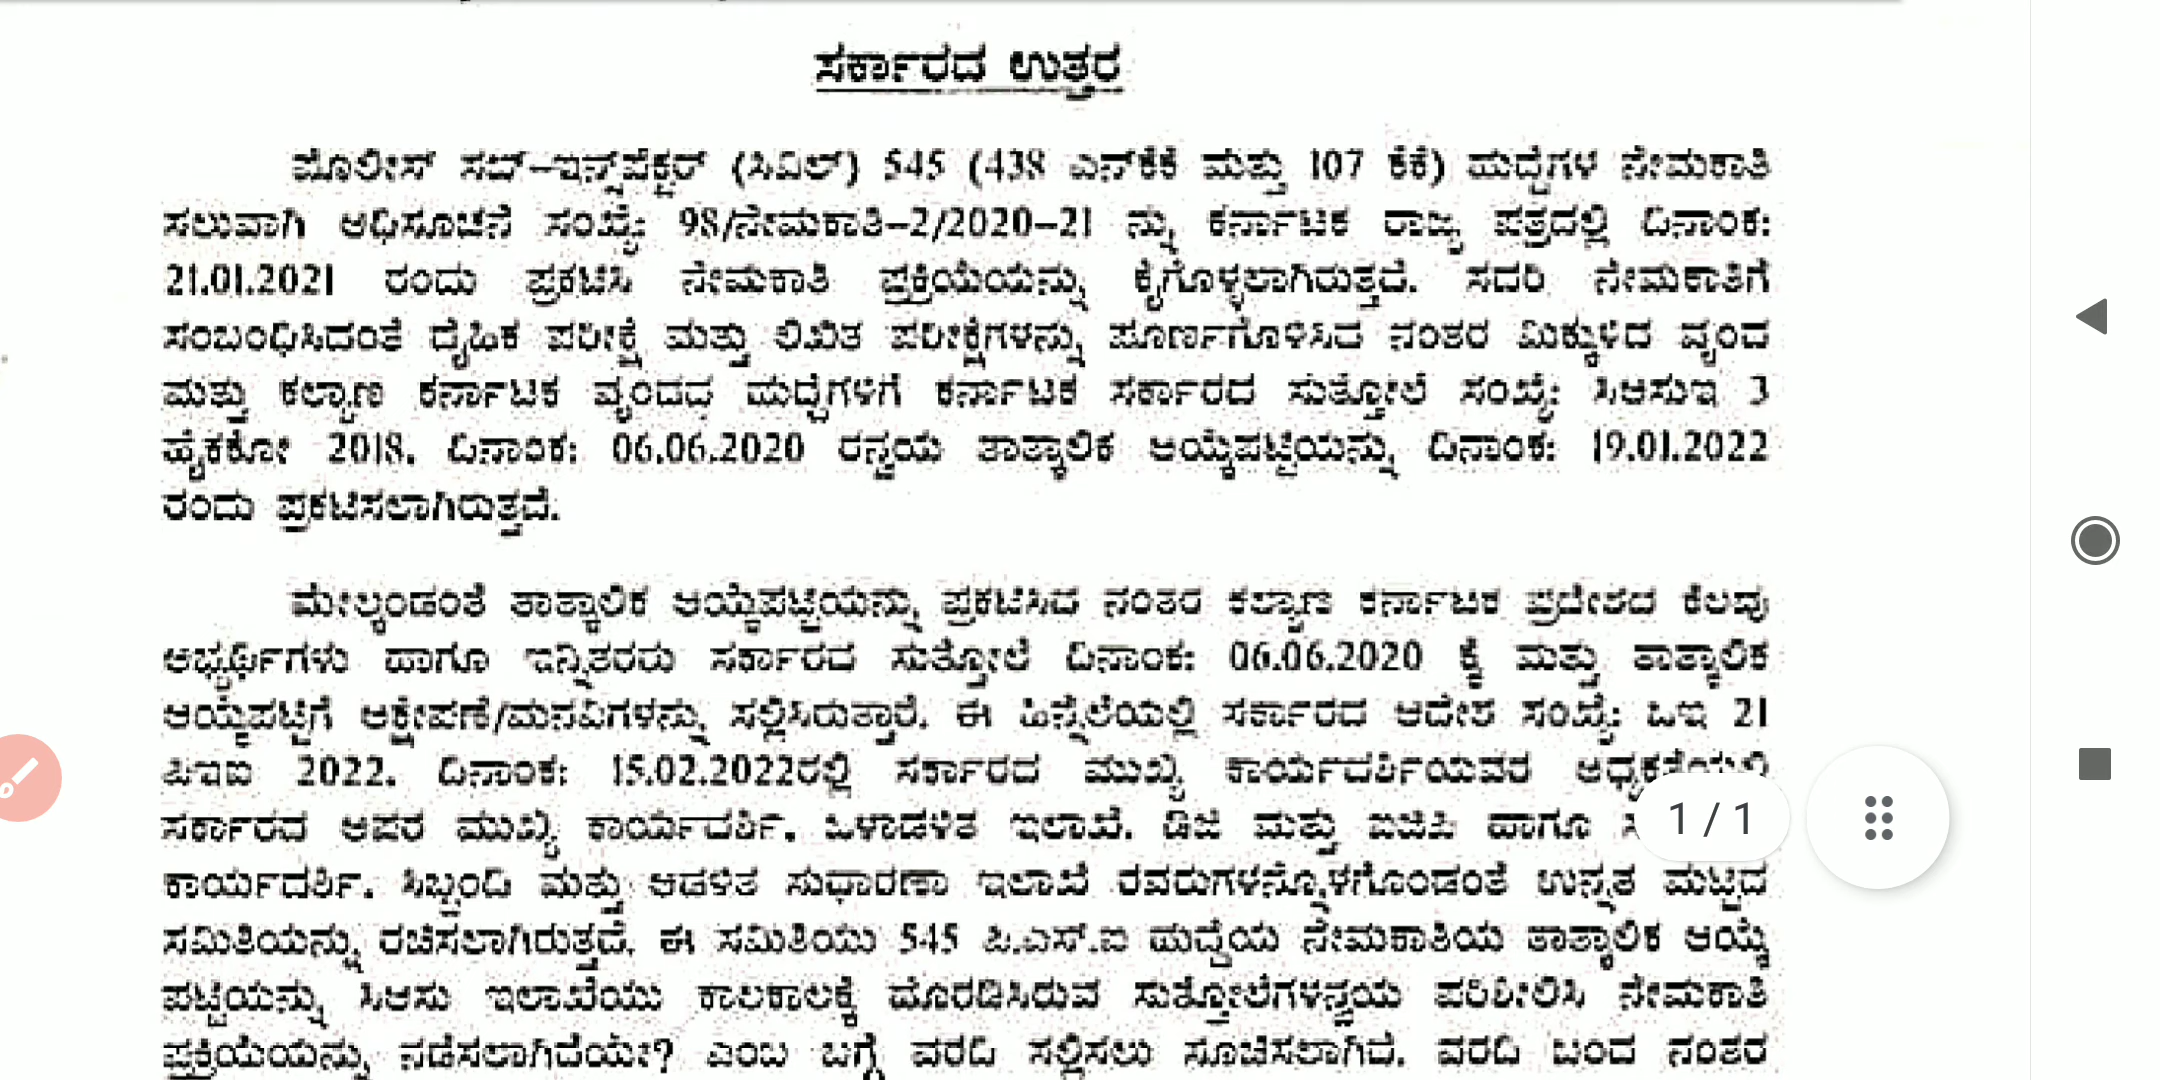 ಸರ್ಕಾರದ ಉತ್ತರ
ಪೊಲೀಸ್ ಸಬ್-ಇನ್ಸ್‌ಪೆಕ್ಟರ್ (ಸಿವಿಲ್) 545 (438 ಎನ್‌ಕೆಕೆ ಮತ್ತು 107 ಕೆಕೆ) ಹುದ್ದೆಗಳ ನೇಮಕಾತಿ
ಸಲುವಾಗಿ ಅಧಿಸೂಚನೆ ಸಂಖ್ಯೆ: 98/ನೇಮಕಾತಿ-2/2020-21 ನ್ನು ಕರ್ನಾಟಕ ರಾಜ್ಯ ಪತ್ರದಲ್ಲಿ ದಿನಾಂಕ:
21.01.2021 ರಂದು ಪ್ರಕಟಿಸಿ ನೇಮಕಾತಿ ಪ್ರಕ್ರಿಯೆಯನ್ನು ಕೈಗೊಳ್ಳಲಾಗಿರುತ್ತದೆ. ಸದರಿ ನೇಮಕಾತಿಗೆ
ಸಂಬಂಧಿಸಿದಂತೆ ದೈಹಿಕ ಪರೀಕ್ಷೆ ಮತ್ತು ಲಿಖಿತ ಪರೀಕ್ಷೆಗಳನ್ನು ಪೂರ್ಣಗೊಳಿಸಿದ ನಂತರ ಮಿಕ್ಕುಳಿದ ವೃಂದ
ಮತ್ತು ಕಲ್ಯಾಣ ಕರ್ನಾಟಕ ವೃಂದದ ಹುದ್ದೆಗಳಿಗೆ ಕರ್ನಾಟಕ ಸರ್ಕಾರದ ಸುತ್ತೋಲೆ ಸಂಖ್ಯೆ: ಸಿಆಸುಇ 3
ಹೈಕಕೋ 2018, ದಿನಾಂಕ: 06.06.2020 ರನ್ವಯ ತಾತ್ಕಾಲಿಕ ಆಯ್ಕೆಪಟ್ಟಿಯನ್ನು ದಿನಾಂಕ: 19.01.2022
ರಂದು ಪ್ರಕಟಿಸಲಾಗಿರುತ್ತದೆ.
ಮೇಲ್ಕಂಡಂತೆ ತಾತ್ಕಾಲಿಕ ಆಯ್ಕೆಪಟ್ಟಿಯನ್ನು ಪ್ರಕಟಿಸಿದ ನಂತರ ಕಲ್ಯಾಣ ಕರ್ನಾಟಕ ಪ್ರದೇಶದ ಕೆಲವು
ಅಭ್ಯರ್ಥಿಗಳು ಹಾಗೂ ಇನ್ನಿತರರು ಸರ್ಕಾರದ ಸುತ್ತೋಲೆ ದಿನಾಂಕ: 06.06.2020 ಕ್ಕೆ ಮತ್ತು ತಾತ್ಕಾಲಿಕ
ಆಯ್ಕೆಪಟ್ಟಿಗೆ ಆಕ್ಷೇಪಣೆ/ಮನವಿಗಳನ್ನು ಸಲ್ಲಿಸಿರುತ್ತಾರೆ. ಈ ಹಿನ್ನೆಲೆಯಲ್ಲಿ ಸರ್ಕಾರದ ಆದೇಶ ಸಂಖ್ಯೆ: ಒಇ 21
ಪಿಇಐ 2022, ದಿನಾಂಕ: 15.02.2022ರಲ್ಲಿ ಸರ್ಕಾರದ ಮುಖ್ಯ ಕಾರ್ಯದರ್ಶಿಯವರ ಅಧ್ಯಕ್ಷತೆಯಲ್ಲಿ
ಸರ್ಕಾರದ ಅಪರ ಮುಖ್ಯ ಕಾರ್ಯದರ್ಶಿ, ಒಳಾಡಳಿತ ಇಲಾಖೆ, ಡಿಜಿ ಮತ್ತು ಐಜಿಪಿ ಹಾಗೂ
1 / 1
ಕಾರ್ಯದರ್ಶಿ, ಸಿಬ್ಬಂದಿ ಮತ್ತು ಆಡಳಿತ ಸುಧಾರಣಾ ಇಲಾಖೆ ರವರುಗಳನ್ನೊಳಗೊಂಡಂತೆ ಉನ್ನತ ಮಟ್ಟದ
ಸಮಿತಿಯನ್ನು ರಚಿಸಲಾಗಿರುತ್ತದೆ. ಈ ಸಮಿತಿಯು 545 ಪಿ.ಎಸ್.ಐ ಹುದ್ದೆಯ ನೇಮಕಾತಿಯ ತಾತ್ಕಾಲಿಕ ಆಯ್ಕೆ
ಪಟ್ಟಿಯನ್ನು ಸಿಆಸು ಇಲಾಖೆಯು ಕಾಲಕಾಲಕ್ಕೆ ಹೊರಡಿಸಿರುವ ಸುತ್ತೋಲೆಗಳನ್ವಯ ಪರಿಶೀಲಿಸಿ ನೇಮಕಾತಿ
ಪ್ರಕ್ರಿಯೆಯನ್ನು ನಡೆಸಲಾಗಿದೆಯೇ? ಎಂಬ ಬಗ್ಗೆ ವರದಿ ಸಲ್ಲಿಸಲು ಸೂಚಿಸಲಾಗಿದೆ. ವರದಿ ಬಂದ ನಂತರ